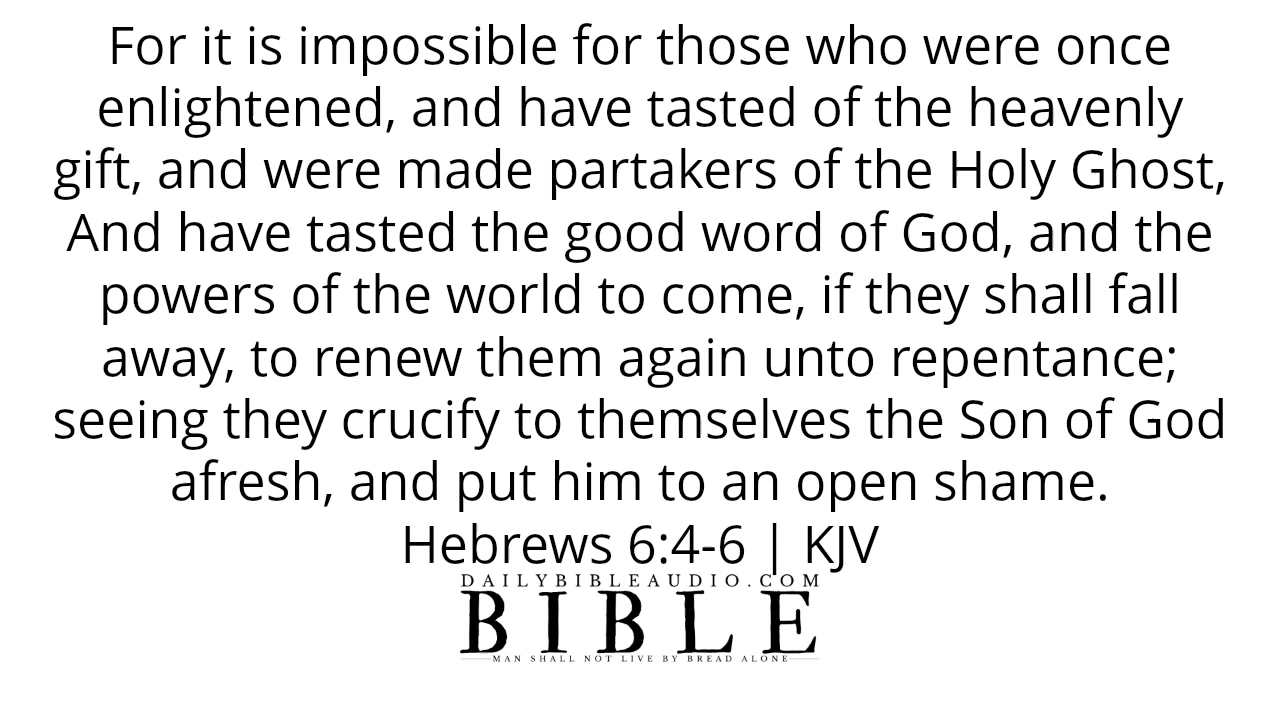 For it is impossible for those who were once
enlightened, and have tasted of the heavenly
gift, and were made partakers of the Holy Ghost,
And have tasted the good word of God, and the
powers of the world to come, if they shall fall
away, to renew them again unto repentance;
seeing they crucify to themselves the Son of God
afresh, and put him to an open shame.
Hebrews 6:4-6 | KJV
DAILYBIBLEAUDIO.COM
BIBLE
MAN SHALL NOT LIVE BY BREAD ALONE